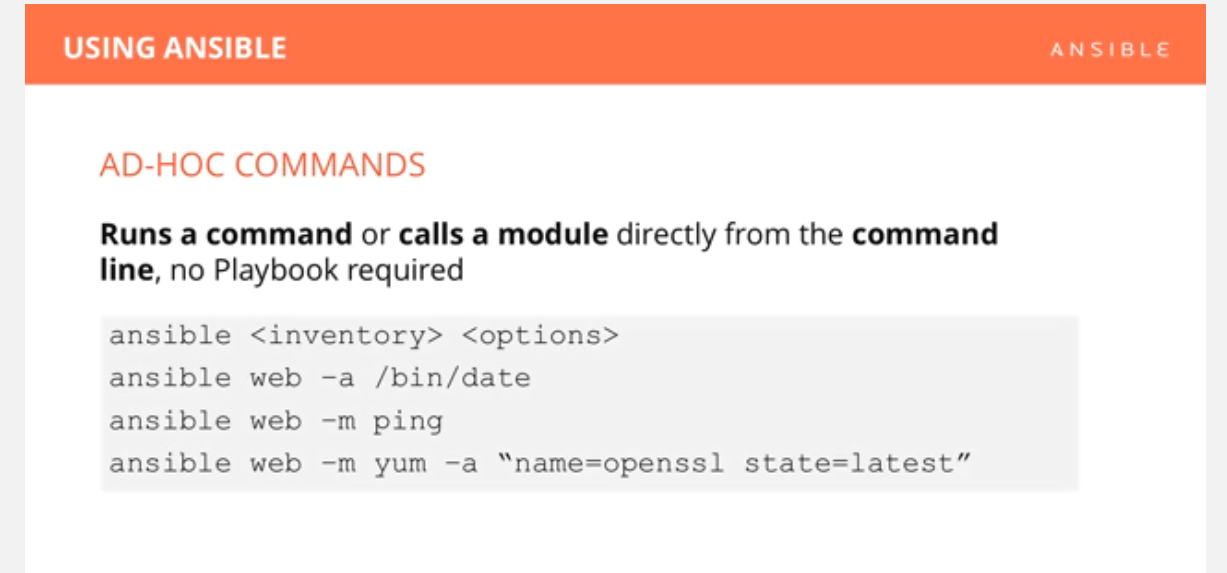 USING ANSIBLE
ANSIBLE
AD-HOC COMMANDS
Runs a command or calls a module directly from the command
line, no Playbook required
ansible <inventory> <options>
ansible web –a /bin/date
ansible web –m ping
ansible web –m yum –a “name=openssl state=latest”